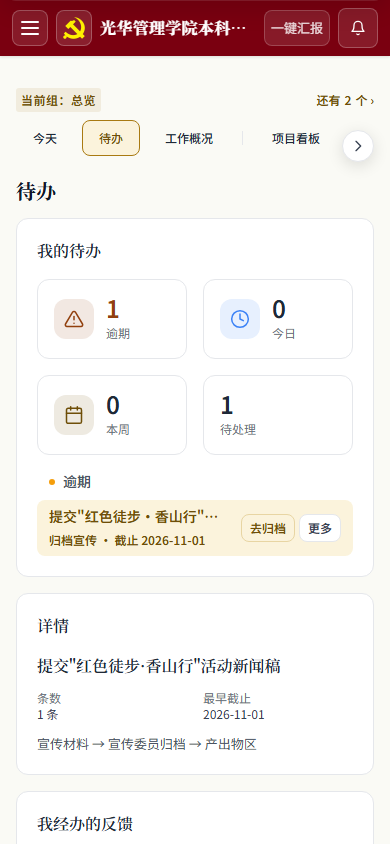 光华管理学院本科…
一键汇报
当前组：总览
还有 2 个 ›
今天
待办
工作概况
项目看板
待办
我的待办
1
逾期
0
今日
0
本周
1
待处理
逾期
提交"红色徒步·香山行"…
归档宣传 · 截止 2026-11-01
去归档
更多
详情
提交"红色徒步·香山行"活动新闻稿
条数
1 条
最早截止
2026-11-01
宣传材料 → 宣传委员归档 → 产出物区
我经办的反馈